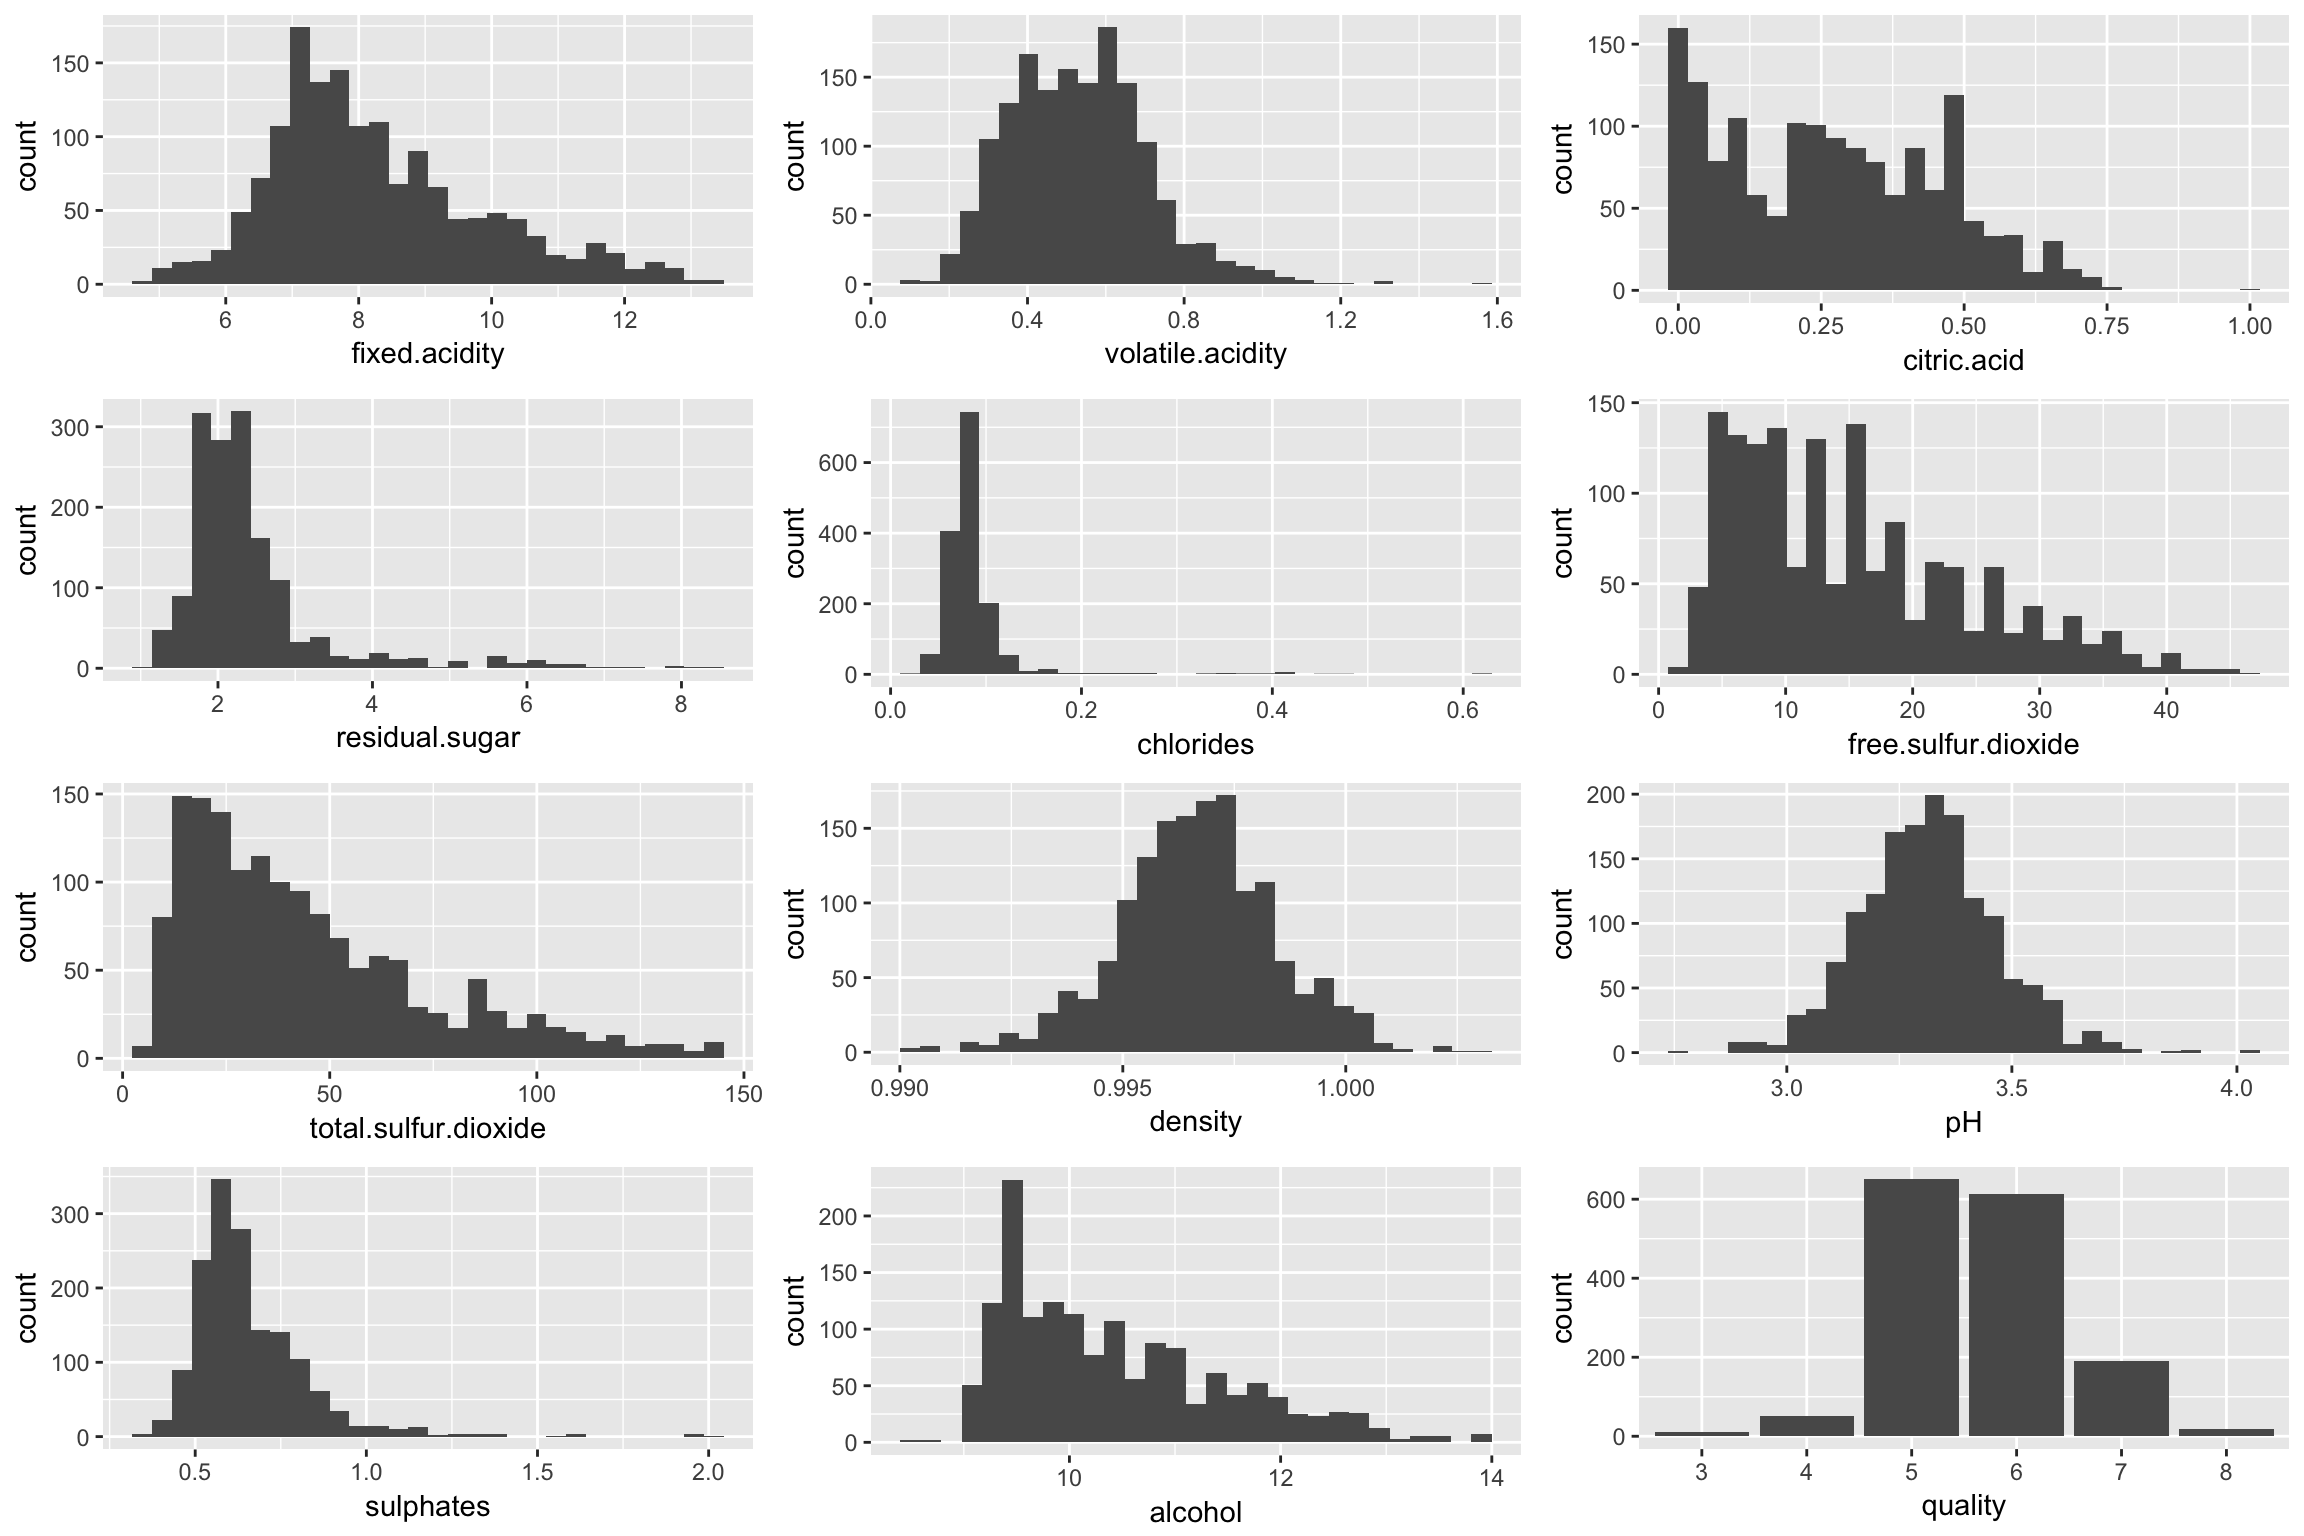 count
150
100
50
0
6 8 10 12
fixed.acidity
count
150
100
50
0
0.0 0.4 0.8 1.2 1.6
volatile.acidity
count
150
100
50
0
0.00 0.25 0.50 0.75 1.00
citric.acid
count
300
200
100
0
2 4 6 8
residual.sugar
count
600
400
200
0
0.0 0.2 0.4 0.6
chlorides
count
150
100
50
0
0 10 20 30 40
free.sulfur.dioxide
count
150
100
50
0
0 50 100 150
total.sulfur.dioxide
count
150
100
50
0
0.990 0.995 1.000
density
count
200
150
100
50
0
3.0 3.5 4.0
pH
count
300
200
100
0
0.5 1.0 1.5 2.0
sulphates
count
200
150
100
50
0
10 12 14
alcohol
count
600
400
200
0
3 4 5 6 7 8
quality